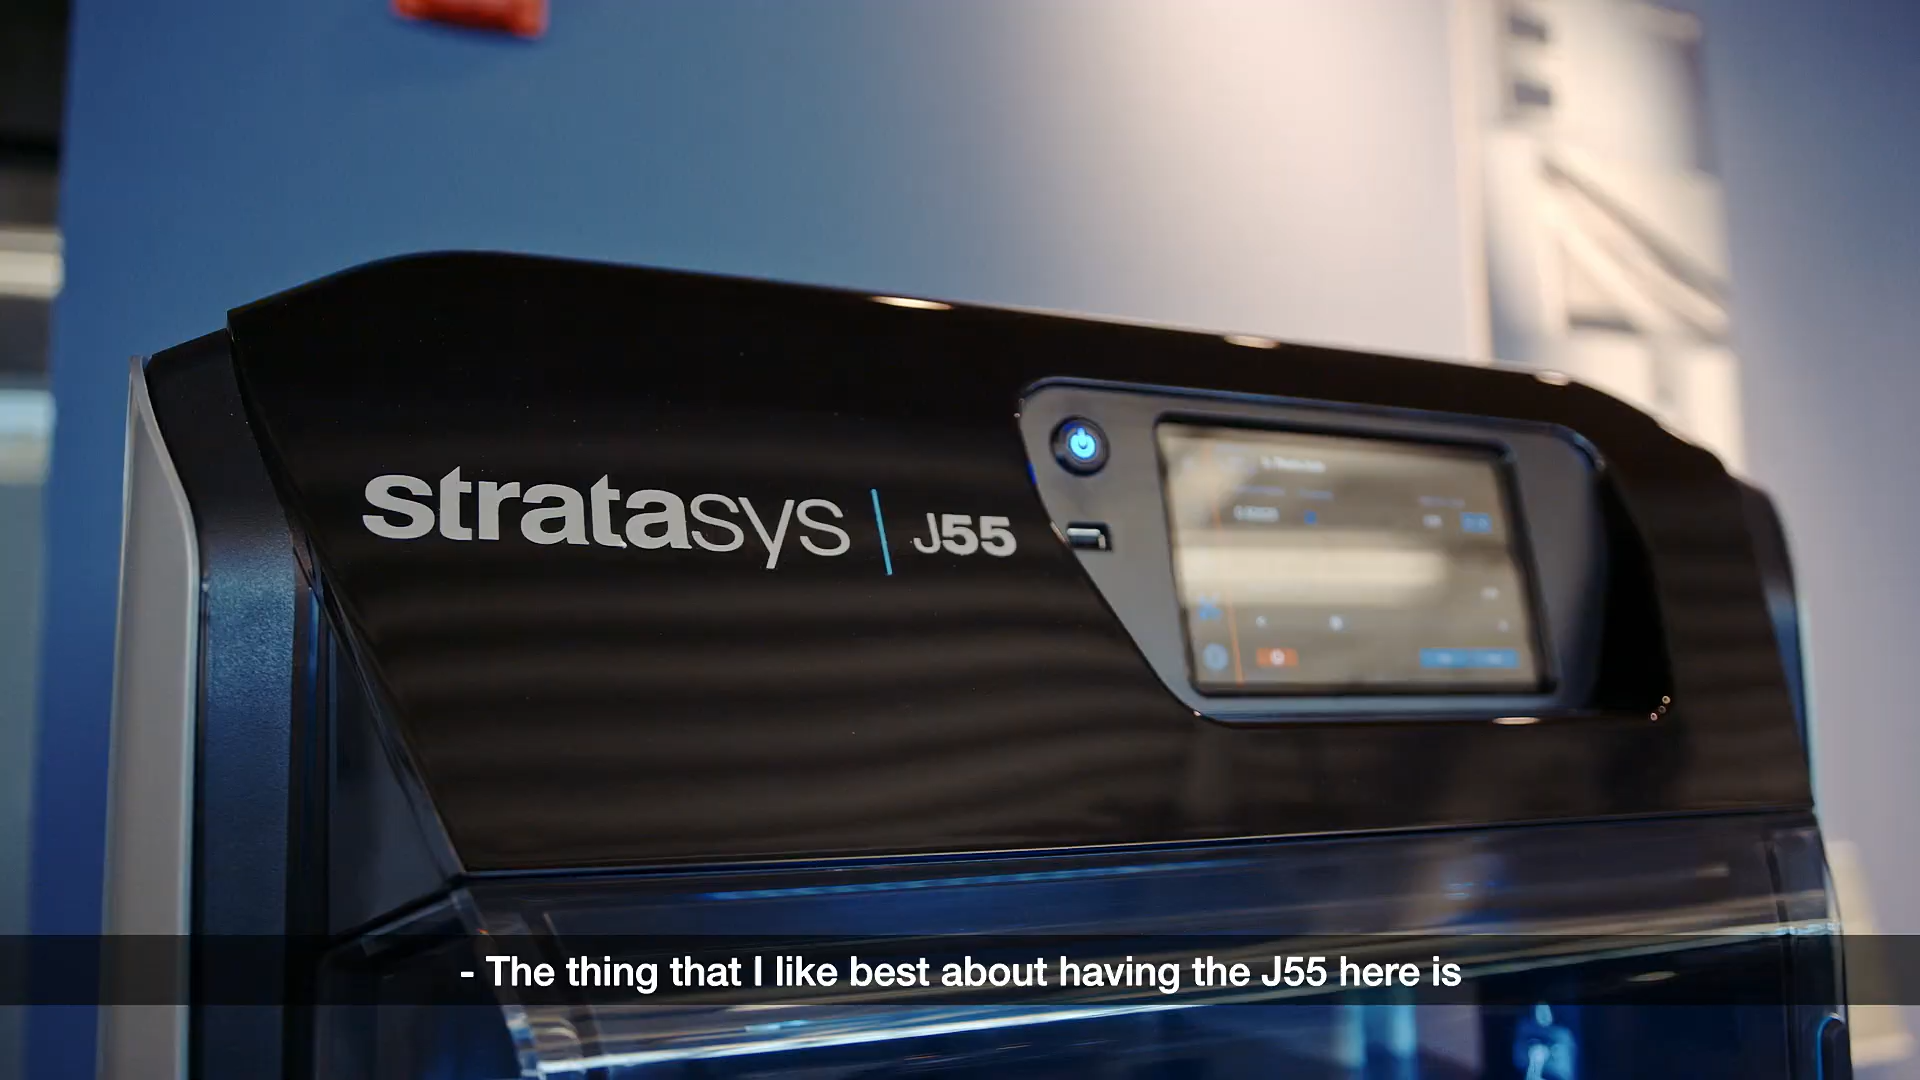 stratasys | J55
- The thing that I like best about having the J55 here is